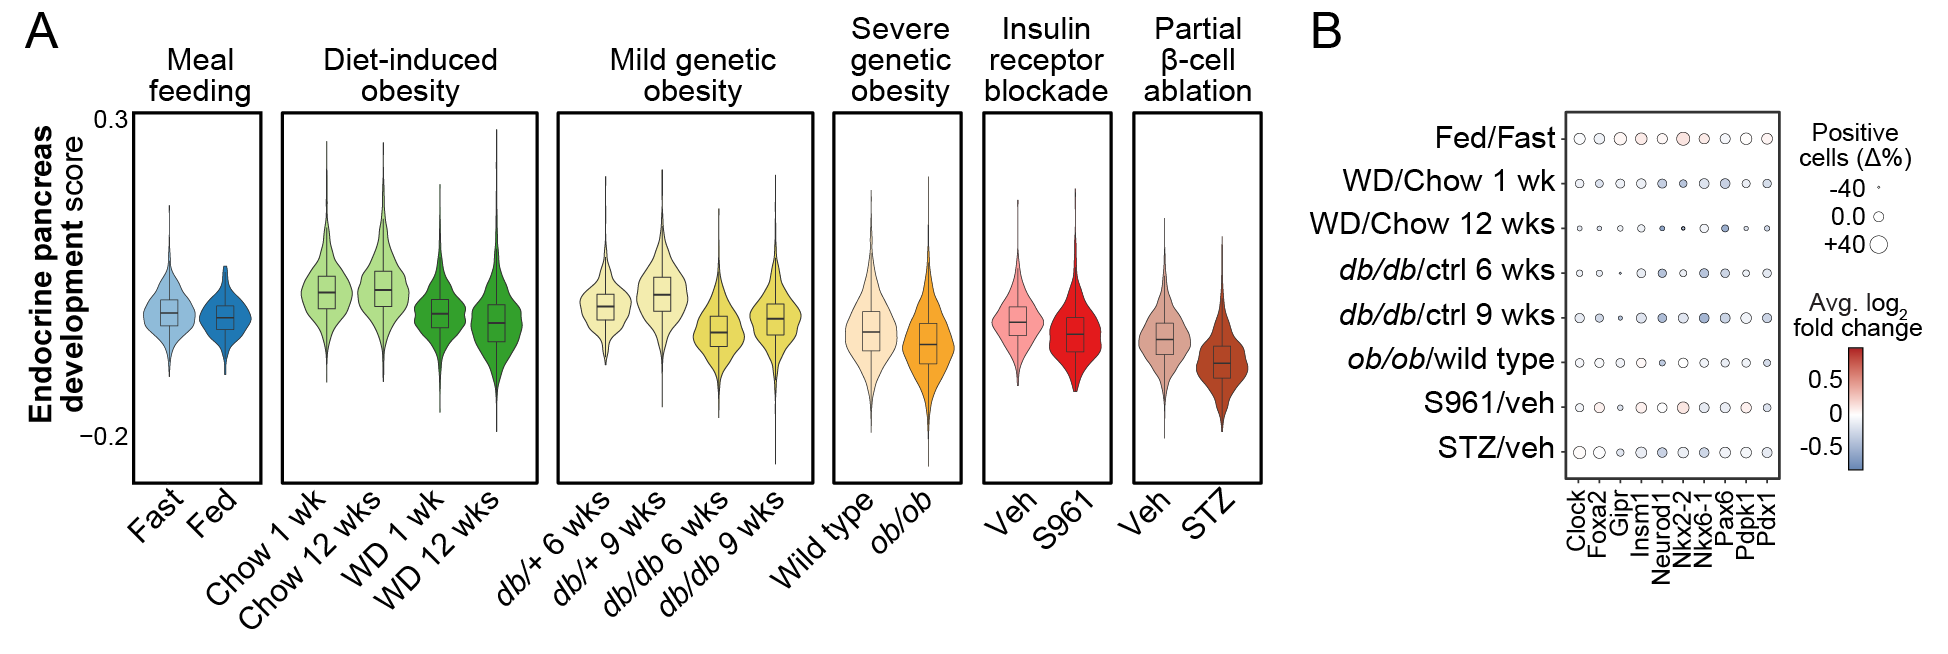 A
Meal
feeding
Diet-induced
obesity
Mild genetic
obesity
Severe
genetic
obesity
Insulin
receptor
blockade
Partial
β-cell
ablation
Endocrine pancreas
development score
0.3
−0.2
Fast
Fed
Chow 1 wk
Chow 12 wks
WD 1 wk
WD 12 wks
db/+ 6 wks
db/+ 9 wks
db/db 6 wks
db/db 9 wks
Wild type
ob/ob
Veh
S961
Veh
STZ
B
Fed/Fast
WD/Chow 1 wk
WD/Chow 12 wks
db/db/ctrl 6 wks
db/db/ctrl 9 wks
ob/ob/wild type
S961/veh
STZ/veh
Clock
Foxa2
Gipr
Insm1
Neurod1
Nkx2-2
Nkx6-1
Pax6
Pdpk1
Pdx1
Positive
cells (Δ%)
-40
0.0
+40
Avg. log2
fold change
0.5
0
-0.5